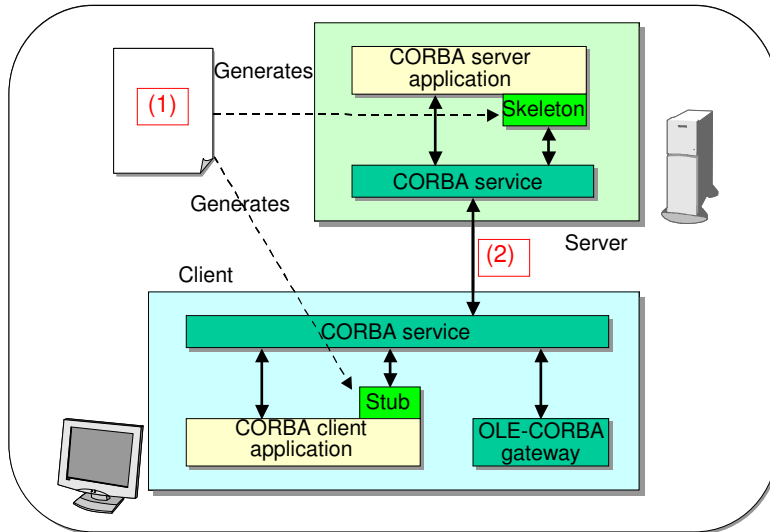 CORBA server
application
Generates
(1)
Skeleton
CORBA service
Generates
Server
(2)
Client
CORBA service
Stub
CORBA client
application
OLE-CORBA
gateway